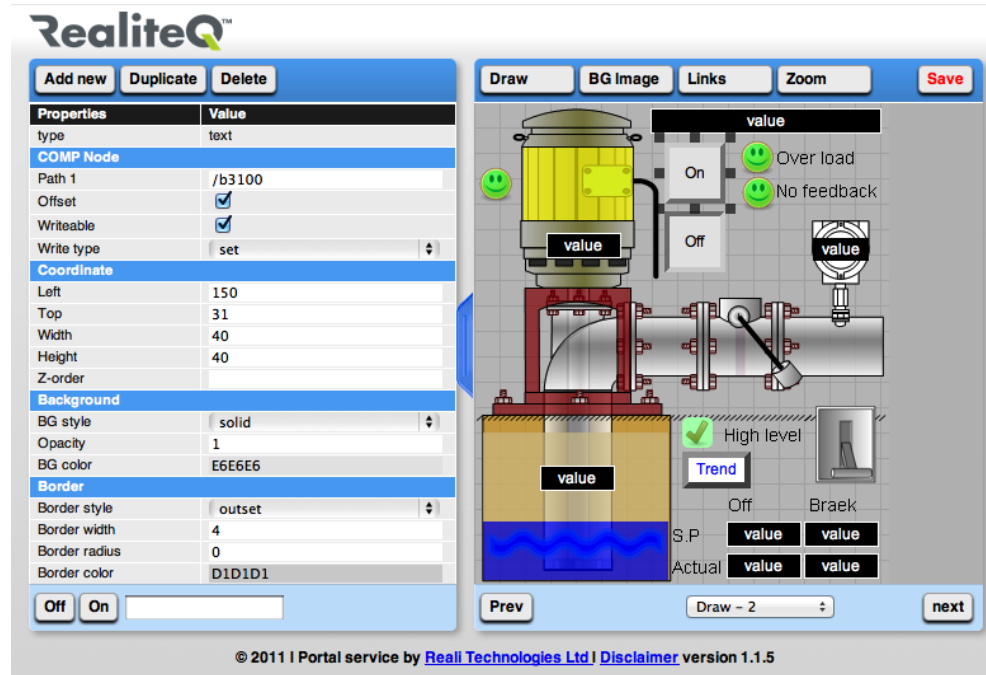 RealiteQ™
Add new Duplicate Delete
Properties Value
type text
COMP Node
Path 1 /b3100
Offset
Writeable
Write type set
Coordinate
Left 150
Top 31
Width 40
Height 40
Z-order
Background
BG style solid
Opacity 1
BG color E6E6E6
Border
Border style outset
Border width 4
Border radius 0
Border color D1D1D1
Off On
Draw BG Image Links Zoom Save
value
On Over load
No feedback
Off
value value
High level
Trend
value
Off Braek
S.P value value
Actual value value
Prev Draw – 2 next
© 2011 I Portal service by Reali Technologies Ltd I Disclaimer version 1.1.5